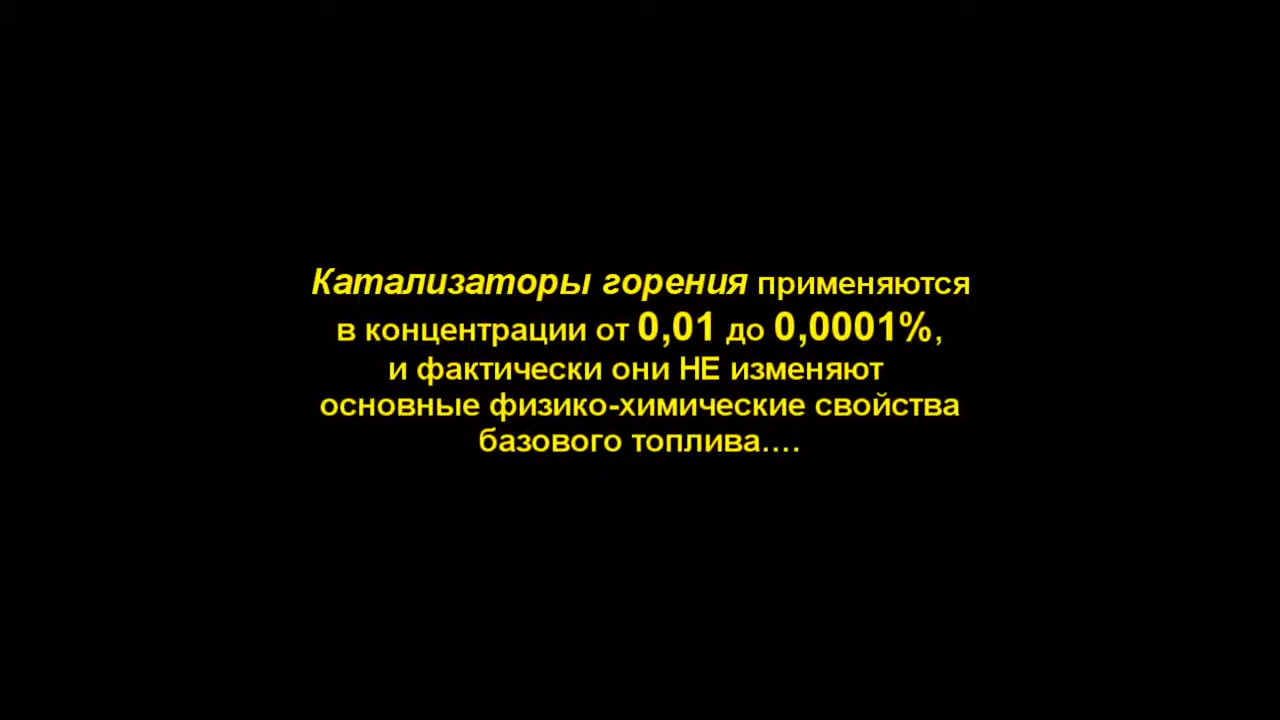 Катализаторы горения применяются
в концентрации от 0,01 до 0,0001%,
и фактически они НЕ изменяют
основные физико-химические свойства
базового топлива....